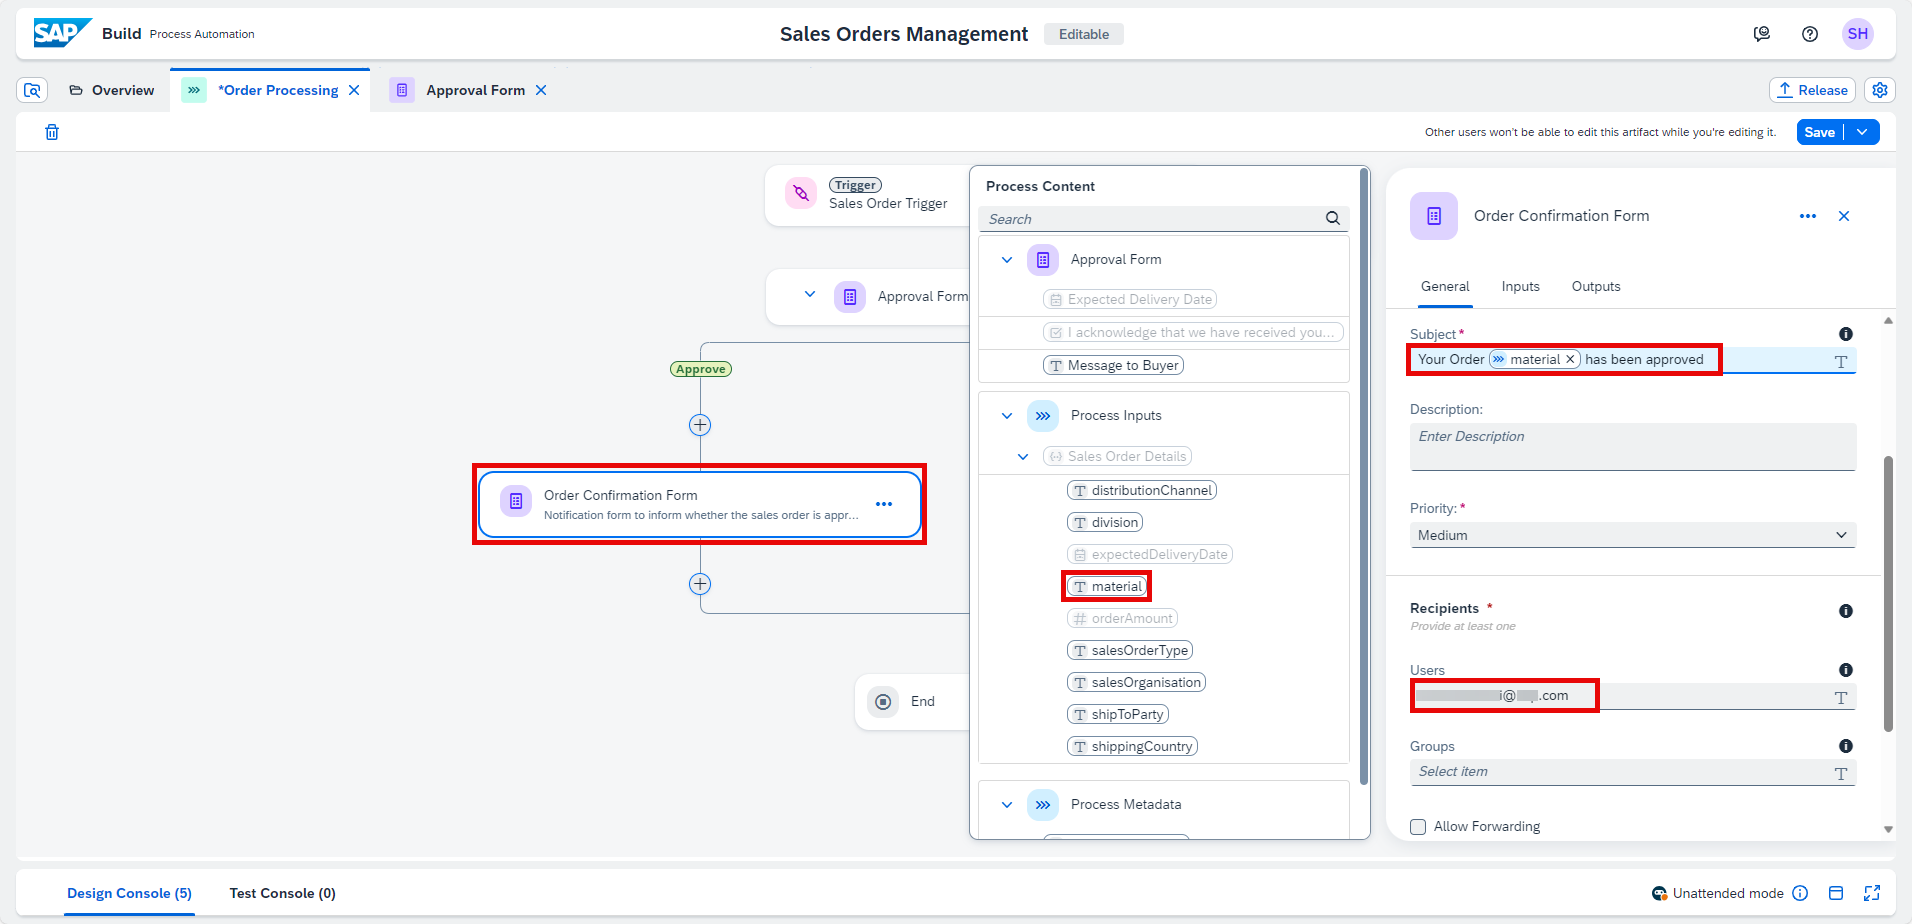 SAP Build Process Automation
Sales Orders Management Editable
SH
Overview
*Order Processing
Approval Form
Release
Other users won't be able to edit this artifact while you're editing it.
Save
Trigger
Sales Order Trigger
Approval Form
Approve
Order Confirmation Form
Notification form to inform whether the sales order is appr...
End
Process Content
Search
Approval Form
Expected Delivery Date
I acknowledge that we have received you...
Message to Buyer
Process Inputs
Sales Order Details
distributionChannel
division
expectedDeliveryDate
material
orderAmount
salesOrderType
salesOrganisation
shipToParty
shippingCountry
Process Metadata
Order Confirmation Form
General Inputs Outputs
Subject*
Your Order material has been approved
Description:
Enter Description
Priority:*
Medium
Recipients *
Provide at least one
Users
i@ .com
Groups
Select item
Allow Forwarding
Design Console (5) Test Console (0)
Unattended mode